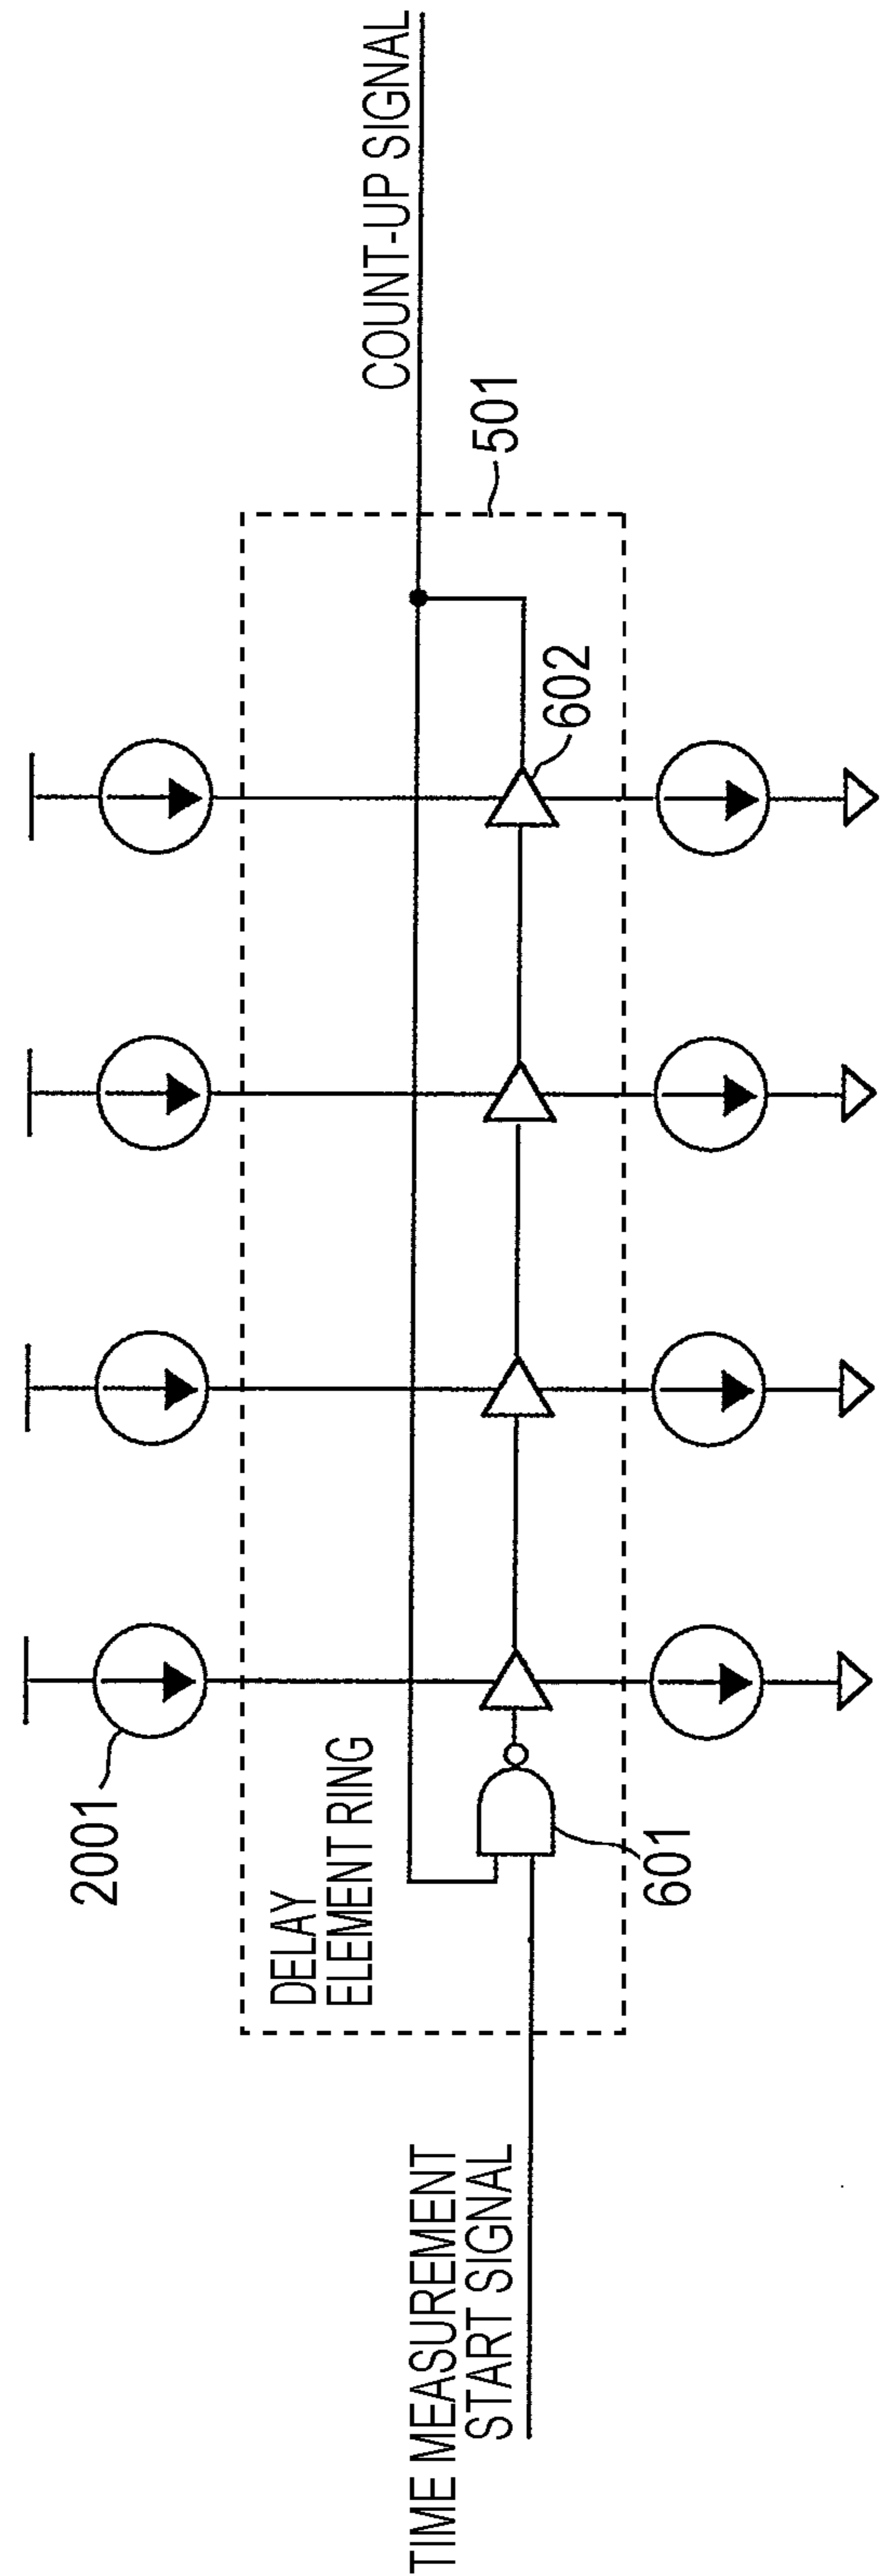 COUNT-UP SIGNAL
501
602
2001
DELAY
ELEMENT RING
601
TIME MEASUREMENT
START SIGNAL